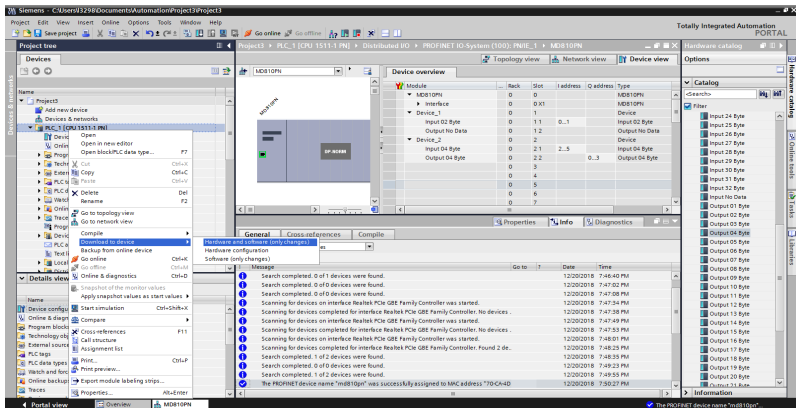 Siemens - C:\Users\13298\Documents\Automation\Project3\Project3
Project Edit View Insert Online Options Tools Window Help
Totally Integrated Automation
PORTAL
Save project
Go online
Go offline
Project tree
Project3 ▸ PLC_1 [CPU 1511-1 PN] ▸ Distributed I/O ▸ PROFINET IO-System (100): PN/IE_1 ▸ MD810PN
Hardware catalog
Devices
Topology view Network view Device view
Options
MD810PN
Device overview
Catalog
Name
Module ... Rack Slot I address Q address Type
<Search>
Filter
MD810PN 0 0 MD810PN
Interface 0 0 X1 MD810PN
Device_1 0 1 Device
Input 02 Byte 0 1 1 0...1 Input 02 Byte
Output No Data 0 1 2 Output No Data
Device_2 0 2 Device
Input 04 Byte 0 2 1 2...5 Input 04 Byte
Output 04 Byte 0 2 2 0...3 Output 04 Byte
0 3
0 4
0 5
0 6
0 7
MD810PN
DP-NORM
Project3
Add new device
Devices & networks
PLC_1 [CPU 1511-1 PN]
Open
Open in new editor
Open block/PLC data type... F7
Cut Ctrl+X
Copy Ctrl+C
Paste Ctrl+V
Delete Del
Rename F2
Go to topology view
Go to network view
Compile
Download to device
Backup from online device
Go online Ctrl+K
Go offline Ctrl+M
Online & diagnostics Ctrl+D
Snapshot of the monitor values
Apply snapshot values as start values
Start simulation Ctrl+Shift+X
Compare
Cross-references F11
Call structure
Assignment list
Print... Ctrl+P
Print preview...
Export module labeling strips...
Properties... Alt+Enter
Hardware and software (only changes)
Hardware configuration
Software (only changes)
Properties Info Diagnostics
General Cross-references Compile
Message Go to ? Date Time
Search completed. 0 of 1 devices were found. 12/20/2018 7:46:40 PM
Search completed. 0 of 0 devices were found. 12/20/2018 7:47:02 PM
Search completed. 0 of 0 devices were found. 12/20/2018 7:47:08 PM
Scanning for devices on interface Realtek PCIe GBE Family Controller was started. 12/20/2018 7:47:34 PM
Scanning for devices completed for interface Realtek PCIe GBE Family Controller. No devices . 12/20/2018 7:47:38 PM
Scanning for devices on interface Realtek PCIe GBE Family Controller was started. 12/20/2018 7:47:45 PM
Scanning for devices completed for interface Realtek PCIe GBE Family Controller. No devices . 12/20/2018 7:47:49 PM
Scanning for devices on interface Realtek PCIe GBE Family Controller was started. 12/20/2018 7:48:01 PM
Scanning for devices completed for interface Realtek PCIe GBE Family Controller. Found 2 de.. 12/20/2018 7:48:25 PM
Search completed. 1 of 2 devices were found. 12/20/2018 7:48:35 PM
Search completed. 0 of 0 devices were found. 12/20/2018 7:49:23 PM
Search completed. 1 of 2 devices were found. 12/20/2018 7:49:55 PM
The PROFINET device name "md810pn" was successfully assigned to MAC address "70-CA-4D 12/20/2018 7:50:27 PM
Details view
Name
Device configu
Online & diagn
Program blocks
Technology obj
External source
PLC tags
PLC data types
Watch and forc
Online backups
Traces
Input 24 Byte
Input 25 Byte
Input 26 Byte
Input 27 Byte
Input 28 Byte
Input 29 Byte
Input 30 Byte
Input 31 Byte
Input 32 Byte
Input No Data
Output 01 Byte
Output 02 Byte
Output 03 Byte
Output 04 Byte
Output 05 Byte
Output 06 Byte
Output 07 Byte
Output 08 Byte
Output 09 Byte
Output 10 Byte
Output 11 Byte
Output 12 Byte
Output 13 Byte
Output 14 Byte
Output 15 Byte
Output 16 Byte
Output 17 Byte
Output 18 Byte
Output 19 Byte
Output 20 Byte
Output 21 Byte
Information
Devices & networks
Hardware catalog
Online tools
Tasks
Libraries
Portal view Overview MD810PN
The PROFINET device name "md810pn"...